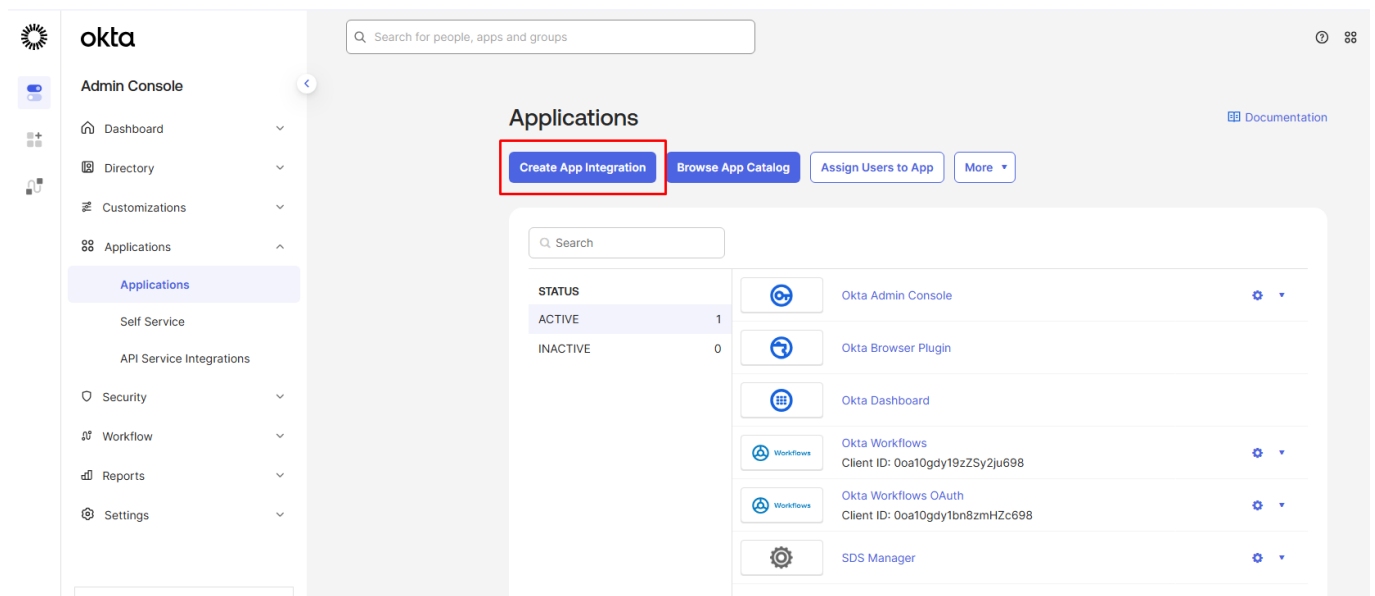 okta
Search for people, apps and groups
Admin Console
Dashboard
Directory
Customizations
Applications
Applications
Self Service
API Service Integrations
Security
Workflow
Reports
Settings
Applications
Documentation
Create App Integration
Browse App Catalog
Assign Users to App
More
Search
STATUS
ACTIVE 1
INACTIVE 0
Okta Admin Console
Okta Browser Plugin
Okta Dashboard
Workflows
Okta Workflows
Client ID: 0oa10gdy19zZSy2ju698
Workflows
Okta Workflows OAuth
Client ID: 0oa10gdy1bn8zmHZc698
SDS Manager